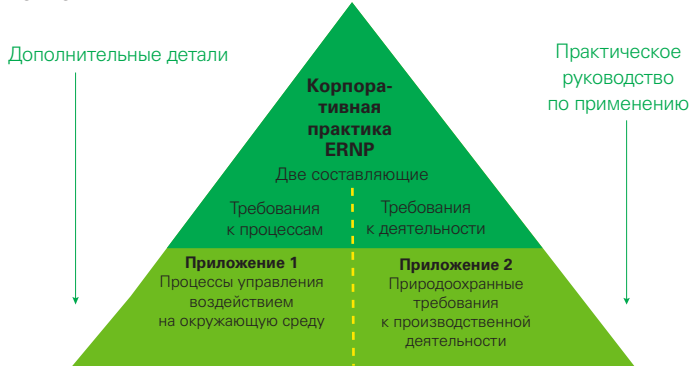 Дополнительные детали
Практическое
руководство
по применению
Корпора-
тивная
практика
ERNP
Две составляющие
Требования
к процессам
Требования
к деятельности
Приложение 1
Процессы управления
воздействием
на окружающую среду
Приложение 2
Природоохранные
требования
к производственной
деятельности